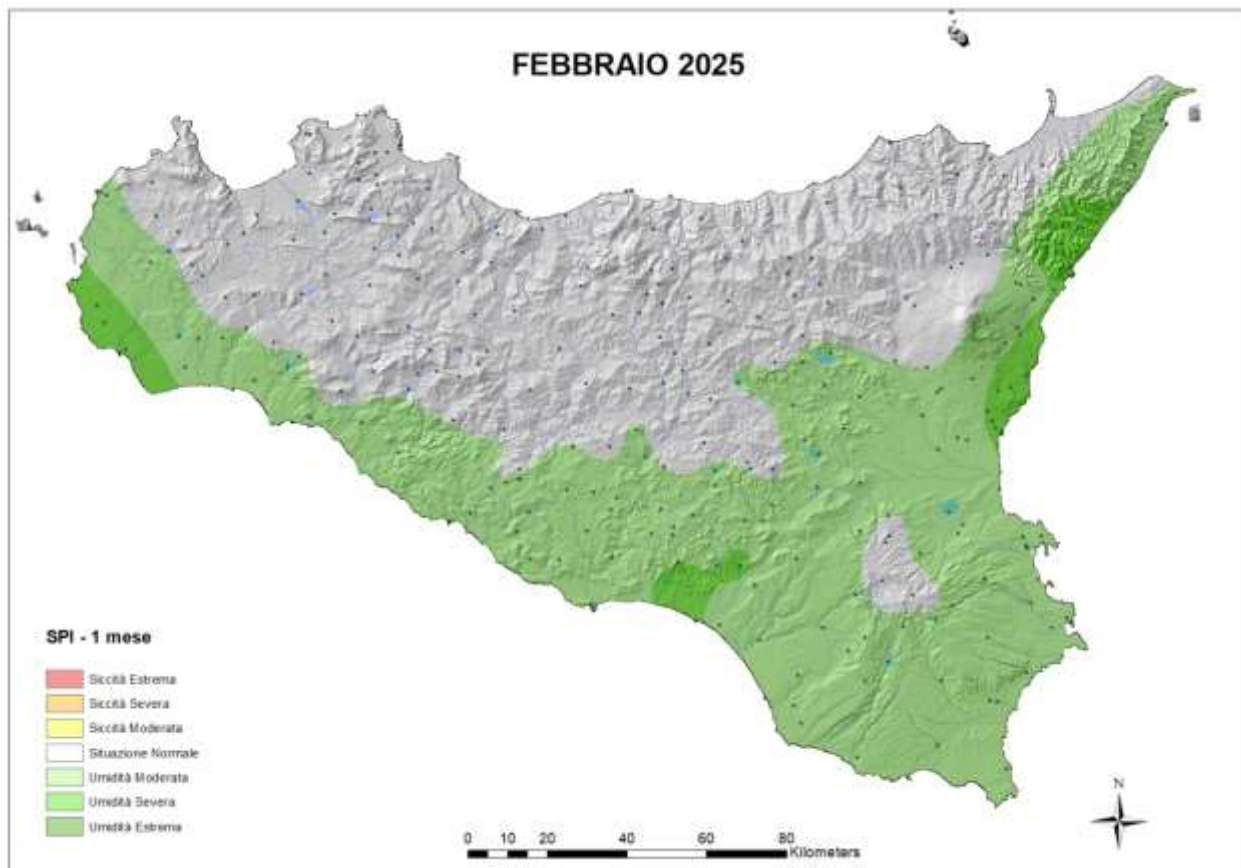 FEBBRAIO 2025
SPI - 1 mese
Siccità Estrema
Siccità Severa
Siccità Moderata
Situazione Normale
Umidità Moderata
Umidità Severa
Umidità Estrema
N
0 10 20 40 60 80
Kilometers